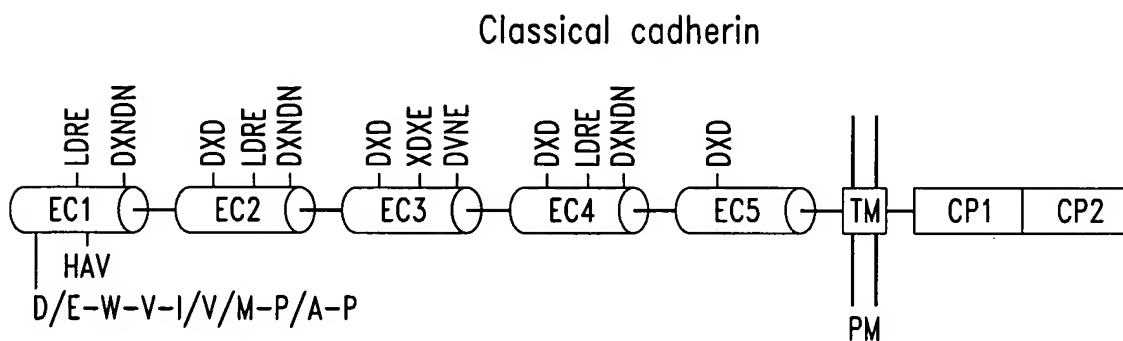 Classical cadherin
LDRE
DXNDN
DXD
LDRE
DXNDN
DXD
XDXE
DVNE
DXD
LDRE
DXNDN
DXD
EC1
EC2
EC3
EC4
EC5
TM
CP1
CP2
HAV
D/E-W-V-I/V/M-P/A-P
PM